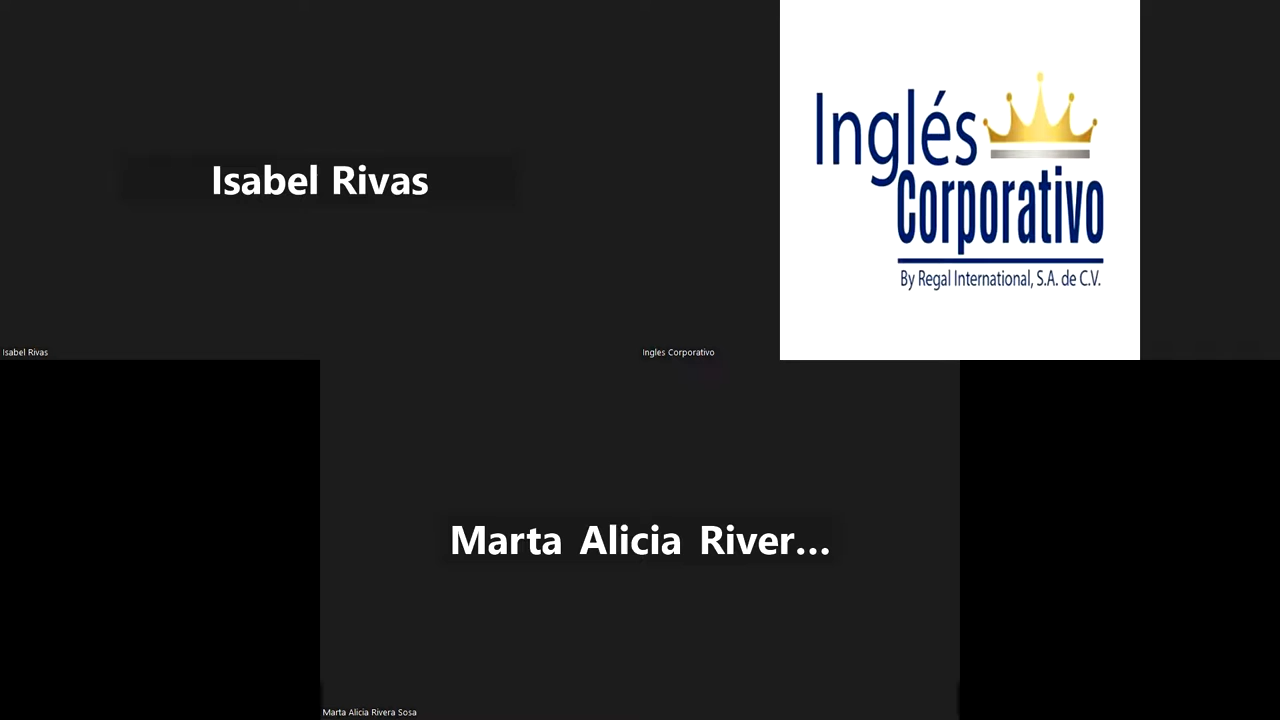 Isabel Rivas
Inglés
Corporativo
By Regal International, S.A. de C.V.
Isabel Rivas
Ingles Corporativo
Marta Alicia River...
Marta Alicia Rivera Sosa